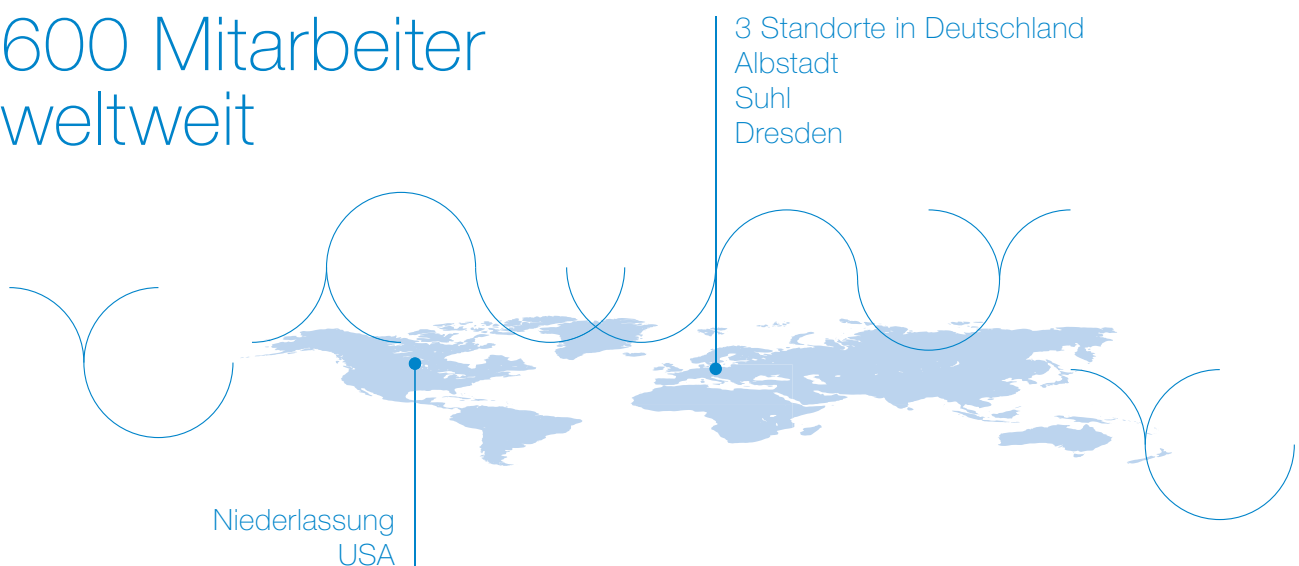 600 Mitarbeiter
weltweit
3 Standorte in Deutschland
Albstadt
Suhl
Dresden
Niederlassung
USA